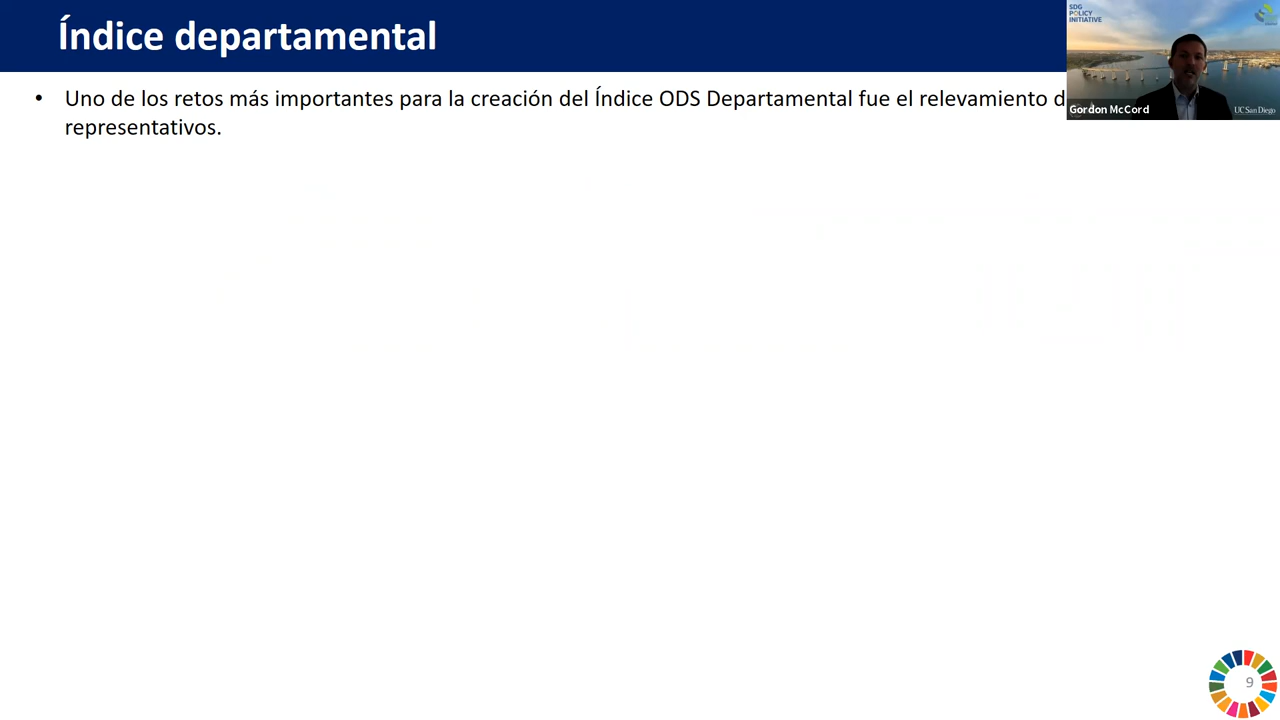 Índice departamental
SDG
POLICY
INITIATIVE
• Uno de los retos más importantes para la creación del Índice ODS Departamental fue el relevamiento d
representativos.
Gordon McCord
UC San Diego
9